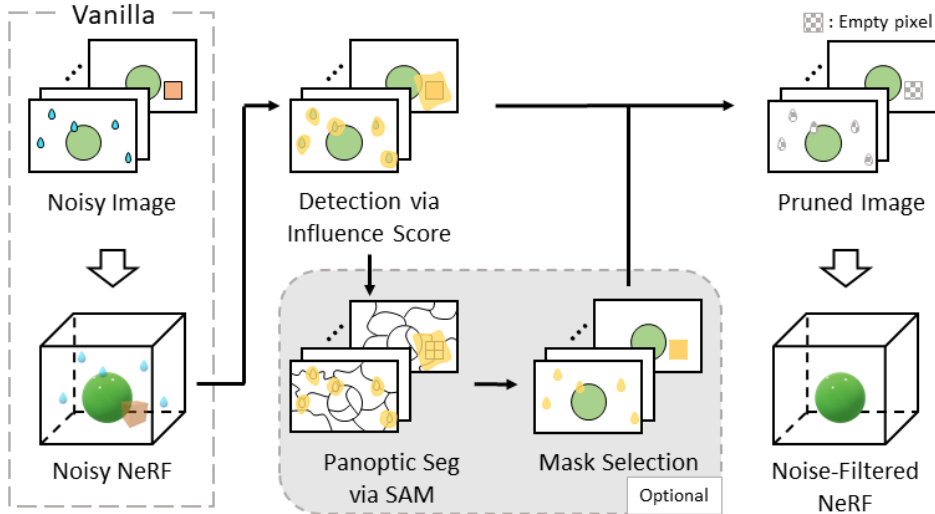 Vanilla
: Empty pixel
Noisy Image
Detection via
Influence Score
Pruned Image
Noisy NeRF
Panoptic Seg
via SAM
Mask Selection
Optional
Noise-Filtered
NeRF